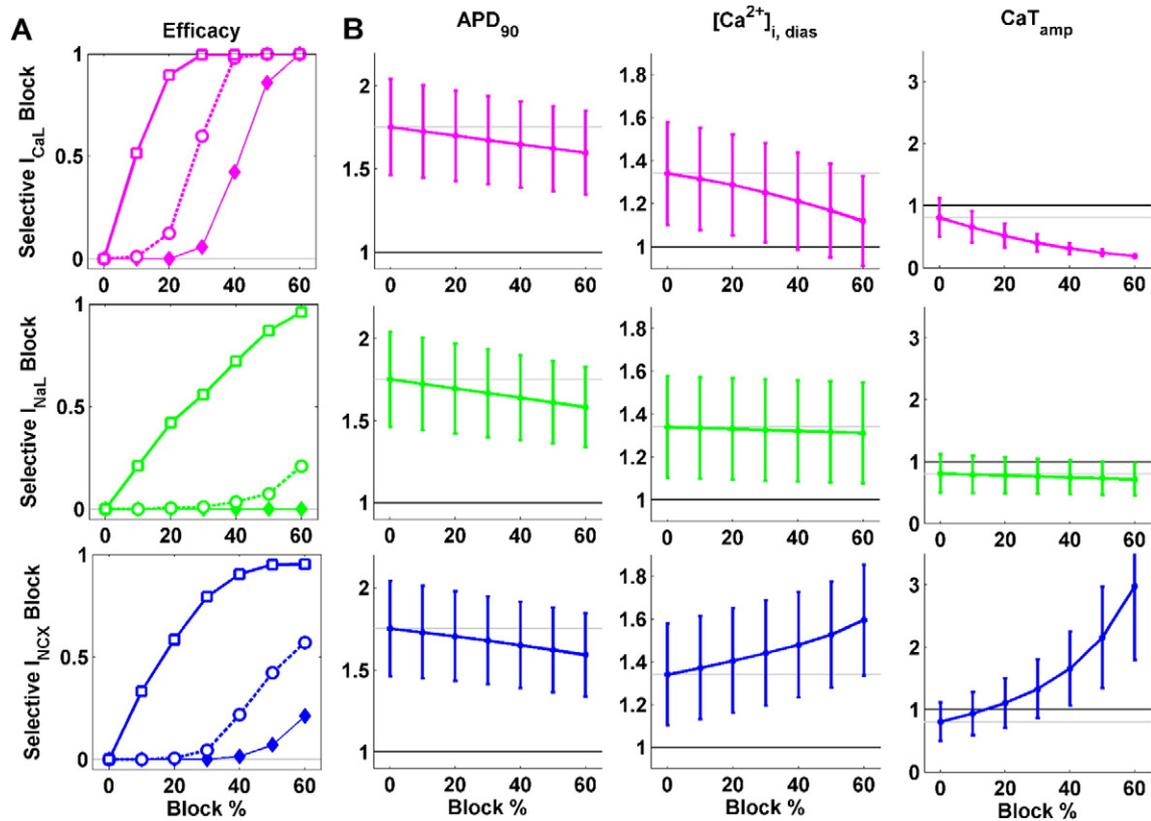 A
Efficacy
B
APD90
[Ca2+]i, dias
CaTamp
Selective ICaL Block
1
0.5
0
0 20 40 60
2
1.5
1
0 20 40 60
1.8
1.6
1.4
1.2
1
0 20 40 60
3
2
1
0
0 20 40 60
Selective INaL Block
1
0.5
0
0 20 40 60
2
1.5
1
0 20 40 60
1.8
1.6
1.4
1.2
1
0 20 40 60
3
2
1
0
0 20 40 60
Selective INCX Block
1
0.5
0
0 20 40 60
Block %
2
1.5
1
0 20 40 60
Block %
1.8
1.6
1.4
1.2
1
0 20 40 60
Block %
3
2
1
0
0 20 40 60
Block %